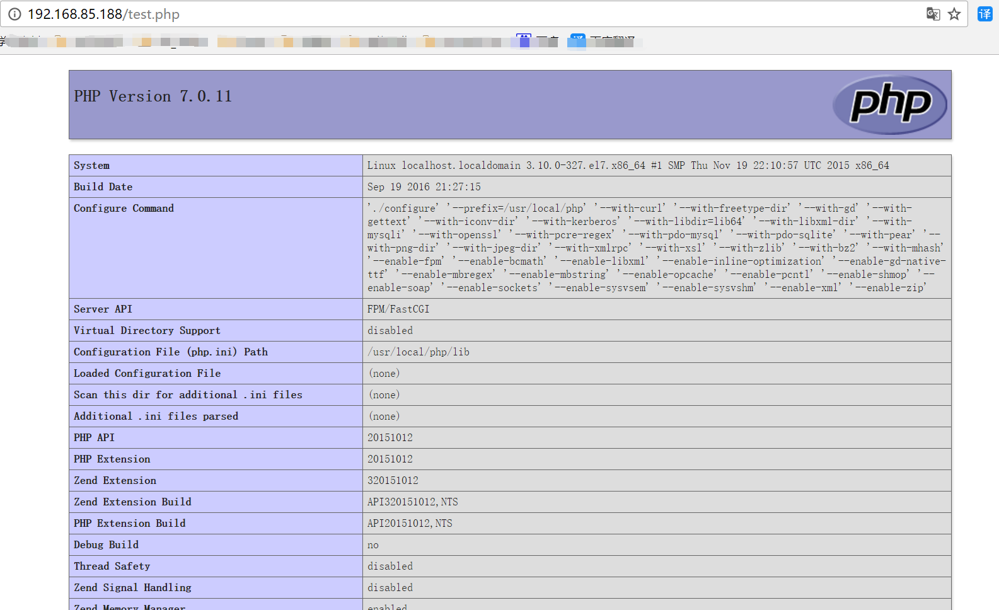 192.168.85.188/test.php
译
PHP Version 7.0.11
php
System Linux localhost.localdomain 3.10.0-327.el7.x86_64 #1 SMP Thu Nov 19 22:10:57 UTC 2015 x86_64
Build Date Sep 19 2016 21:27:15
Configure Command './configure' '--prefix=/usr/local/php' '--with-curl' '--with-freetype-dir' '--with-gd' '--with-
gettext' '--with-iconv-dir' '--with-kerberos' '--with-libdir=lib64' '--with-libxml-dir' '--with-
mysqli' '--with-openssl' '--with-pcre-regex' '--with-pdo-mysql' '--with-pdo-sqlite' '--with-pear' '--
with-png-dir' '--with-jpeg-dir' '--with-xmlrpc' '--with-xsl' '--with-zlib' '--with-bz2' '--with-mhash'
'--enable-fpm' '--enable-bcmath' '--enable-libxml' '--enable-inline-optimization' '--enable-gd-native-
ttf' '--enable-mbregex' '--enable-mbstring' '--enable-opcache' '--enable-pcntl' '--enable-shmop' '--
enable-soap' '--enable-sockets' '--enable-sysvsem' '--enable-sysvshm' '--enable-xml' '--enable-zip'
Server API FPM/FastCGI
Virtual Directory Support disabled
Configuration File (php.ini) Path /usr/local/php/lib
Loaded Configuration File (none)
Scan this dir for additional .ini files (none)
Additional .ini files parsed (none)
PHP API 20151012
PHP Extension 20151012
Zend Extension 320151012
Zend Extension Build API320151012,NTS
PHP Extension Build API20151012,NTS
Debug Build no
Thread Safety disabled
Zend Signal Handling disabled
Zend Memory Manager enabled